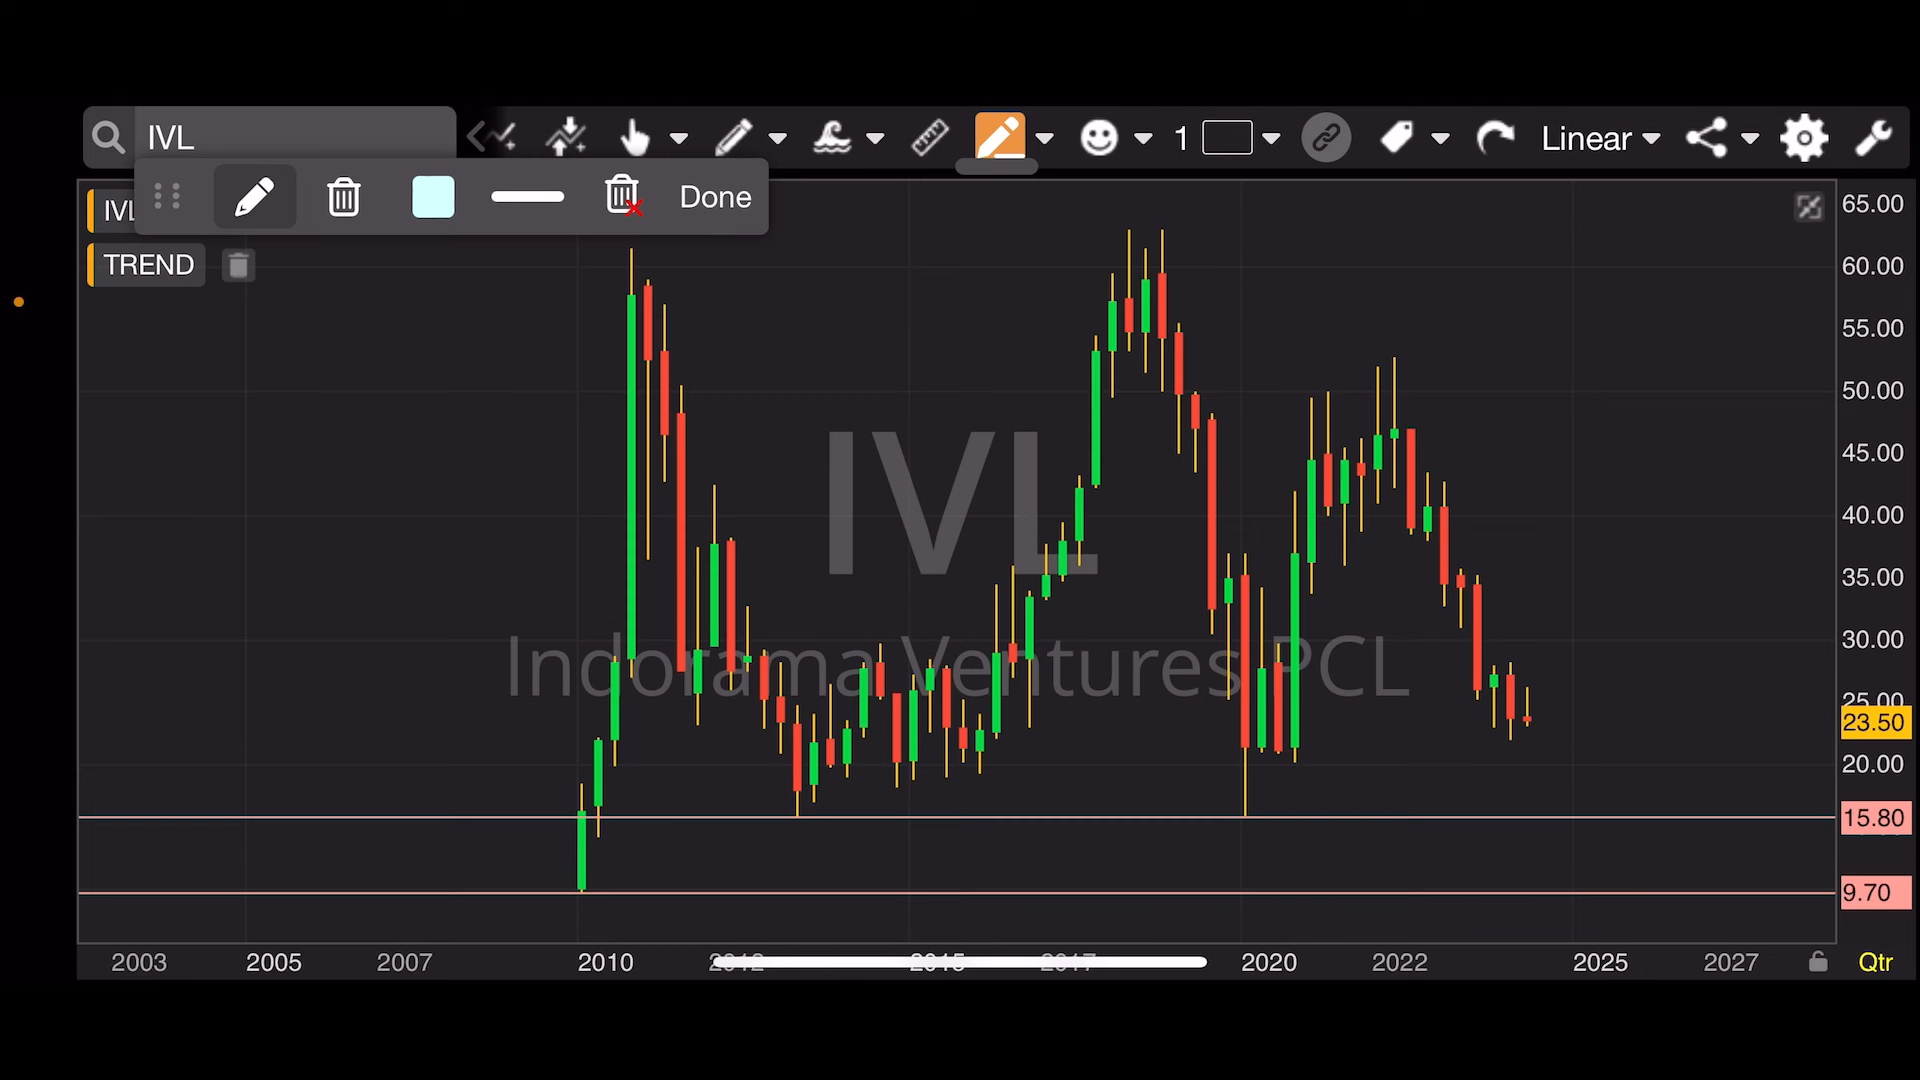 IVL
1
Linear
Done
IVL
TREND
65.00
60.00
55.00
50.00
45.00
40.00
35.00
30.00
25.00
23.50
20.00
15.80
9.70
IVL
Indorama Ventures PCL
2003 2005 2007 2010 2012 2015 2017 2020 2022 2025 2027 Qtr